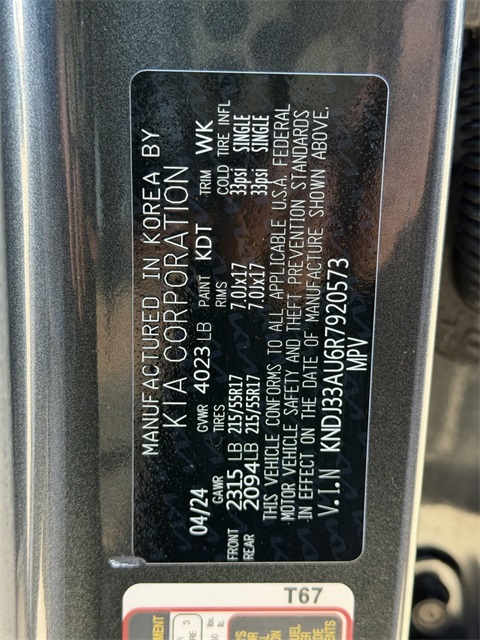 MANUFACTURED IN KOREA BY
KIA CORPORATION
04/24 GVWR 4023 LB PAINT KDT TRIM WK
GAWR TIRES RIMS COLD TIRE INFL
FRONT 2315 LB 215/55R17 7.0Jx17 33psi SINGLE
REAR 2094LB 215/55R17 7.0Jx17 33psi SINGLE
THIS VEHICLE CONFORMS TO ALL APPLICABLE U.S.A. FEDERAL
MOTOR VEHICLE SAFETY AND THEFT PREVENTION STANDARDS
IN EFFECT ON THE DATE OF MANUFACTURE SHOWN ABOVE.
V.I.N KNDJ33AU6R7920573
MPV
T67